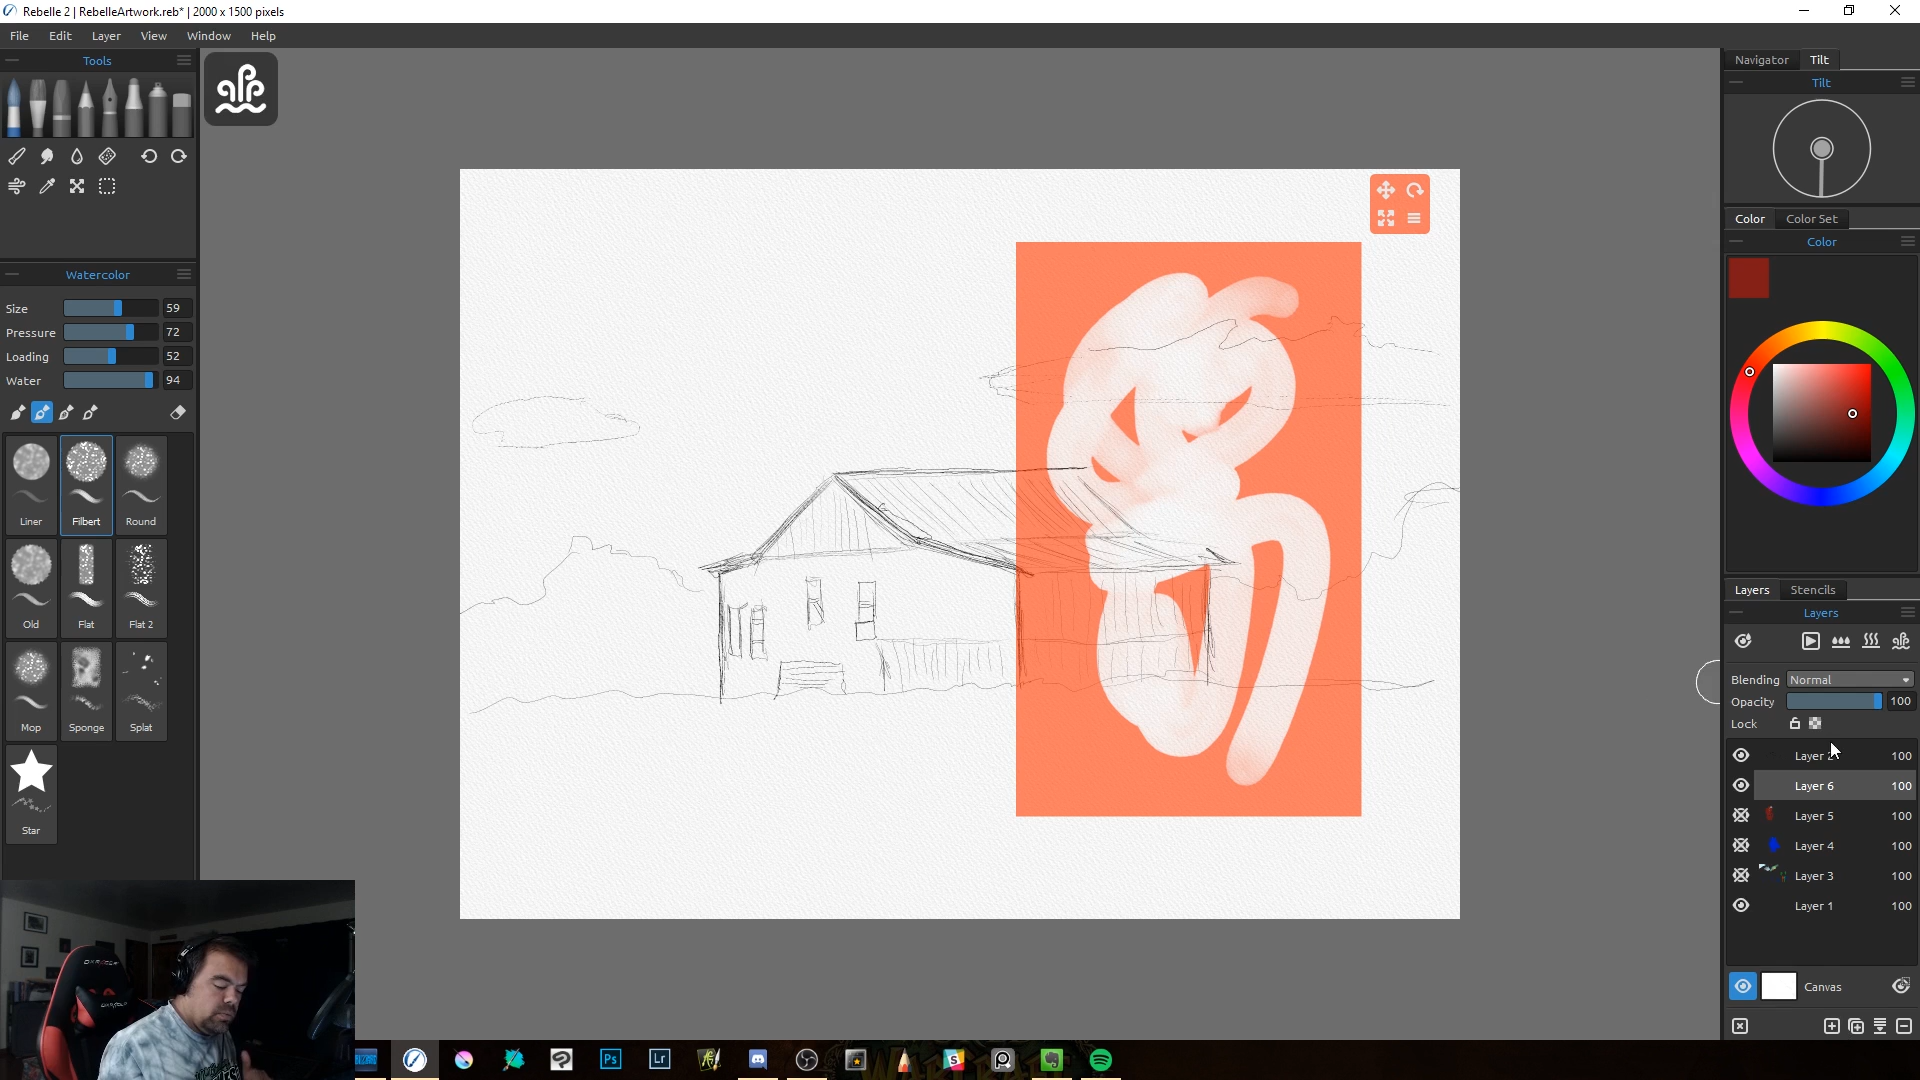 Rebelle 2 | RebelleArtwork.reb* | 2000 x 1500 pixels
File Edit Layer View Window Help
Tools
Watercolor
Size 59
Pressure 72
Loading 52
Water 94
Liner Filbert Round
Old Flat Flat 2
Mop Sponge Splat
Star
Navigator Tilt
Tilt
Color Color Set
Color
Layers Stencils
Layers
Blending Normal
Opacity 100
Lock
Layer 2 100
Layer 6 100
Layer 5 100
Layer 4 100
Layer 3 100
Layer 1 100
Canvas
Ps Lr